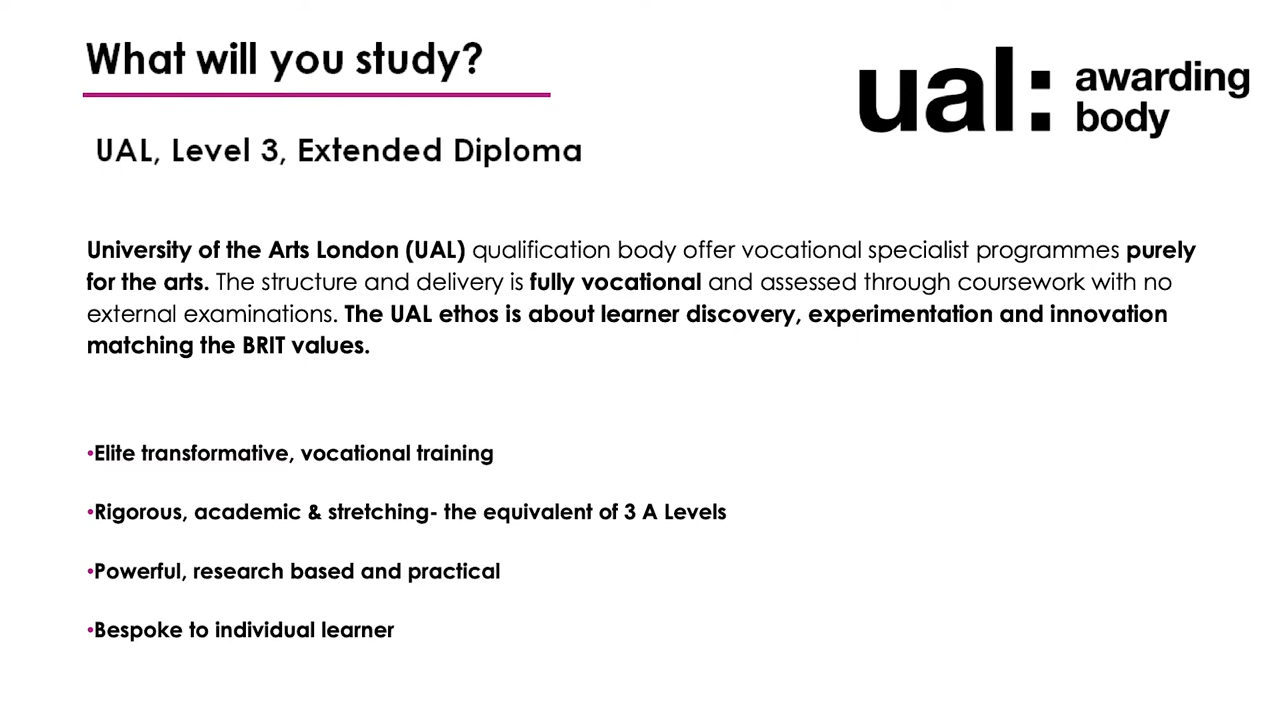 What will you study?
ual: awarding
body
UAL, Level 3, Extended Diploma
University of the Arts London (UAL) qualification body offer vocational specialist programmes purely
for the arts. The structure and delivery is fully vocational and assessed through coursework with no
external examinations. The UAL ethos is about learner discovery, experimentation and innovation
matching the BRIT values.
•Elite transformative, vocational training
•Rigorous, academic & stretching- the equivalent of 3 A Levels
•Powerful, research based and practical
•Bespoke to individual learner